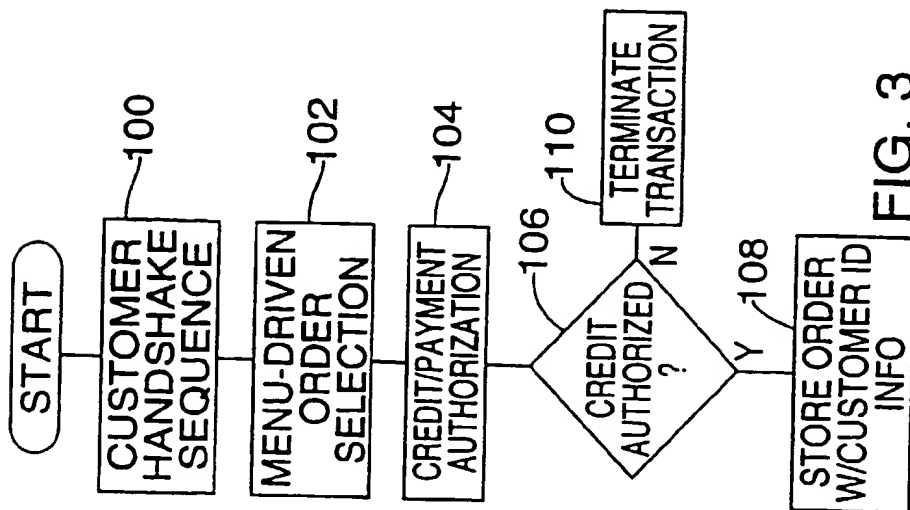 START
100
CUSTOMER
HANDSHAKE
SEQUENCE
102
MENU-DRIVEN
ORDER
SELECTION
104
CREDIT/PAYMENT
AUTHORIZATION
106
CREDIT
AUTHORIZED
?
N
110
TERMINATE
TRANSACTION
Y
108
STORE ORDER
W/CUSTOMER ID
INFO
FIG. 3